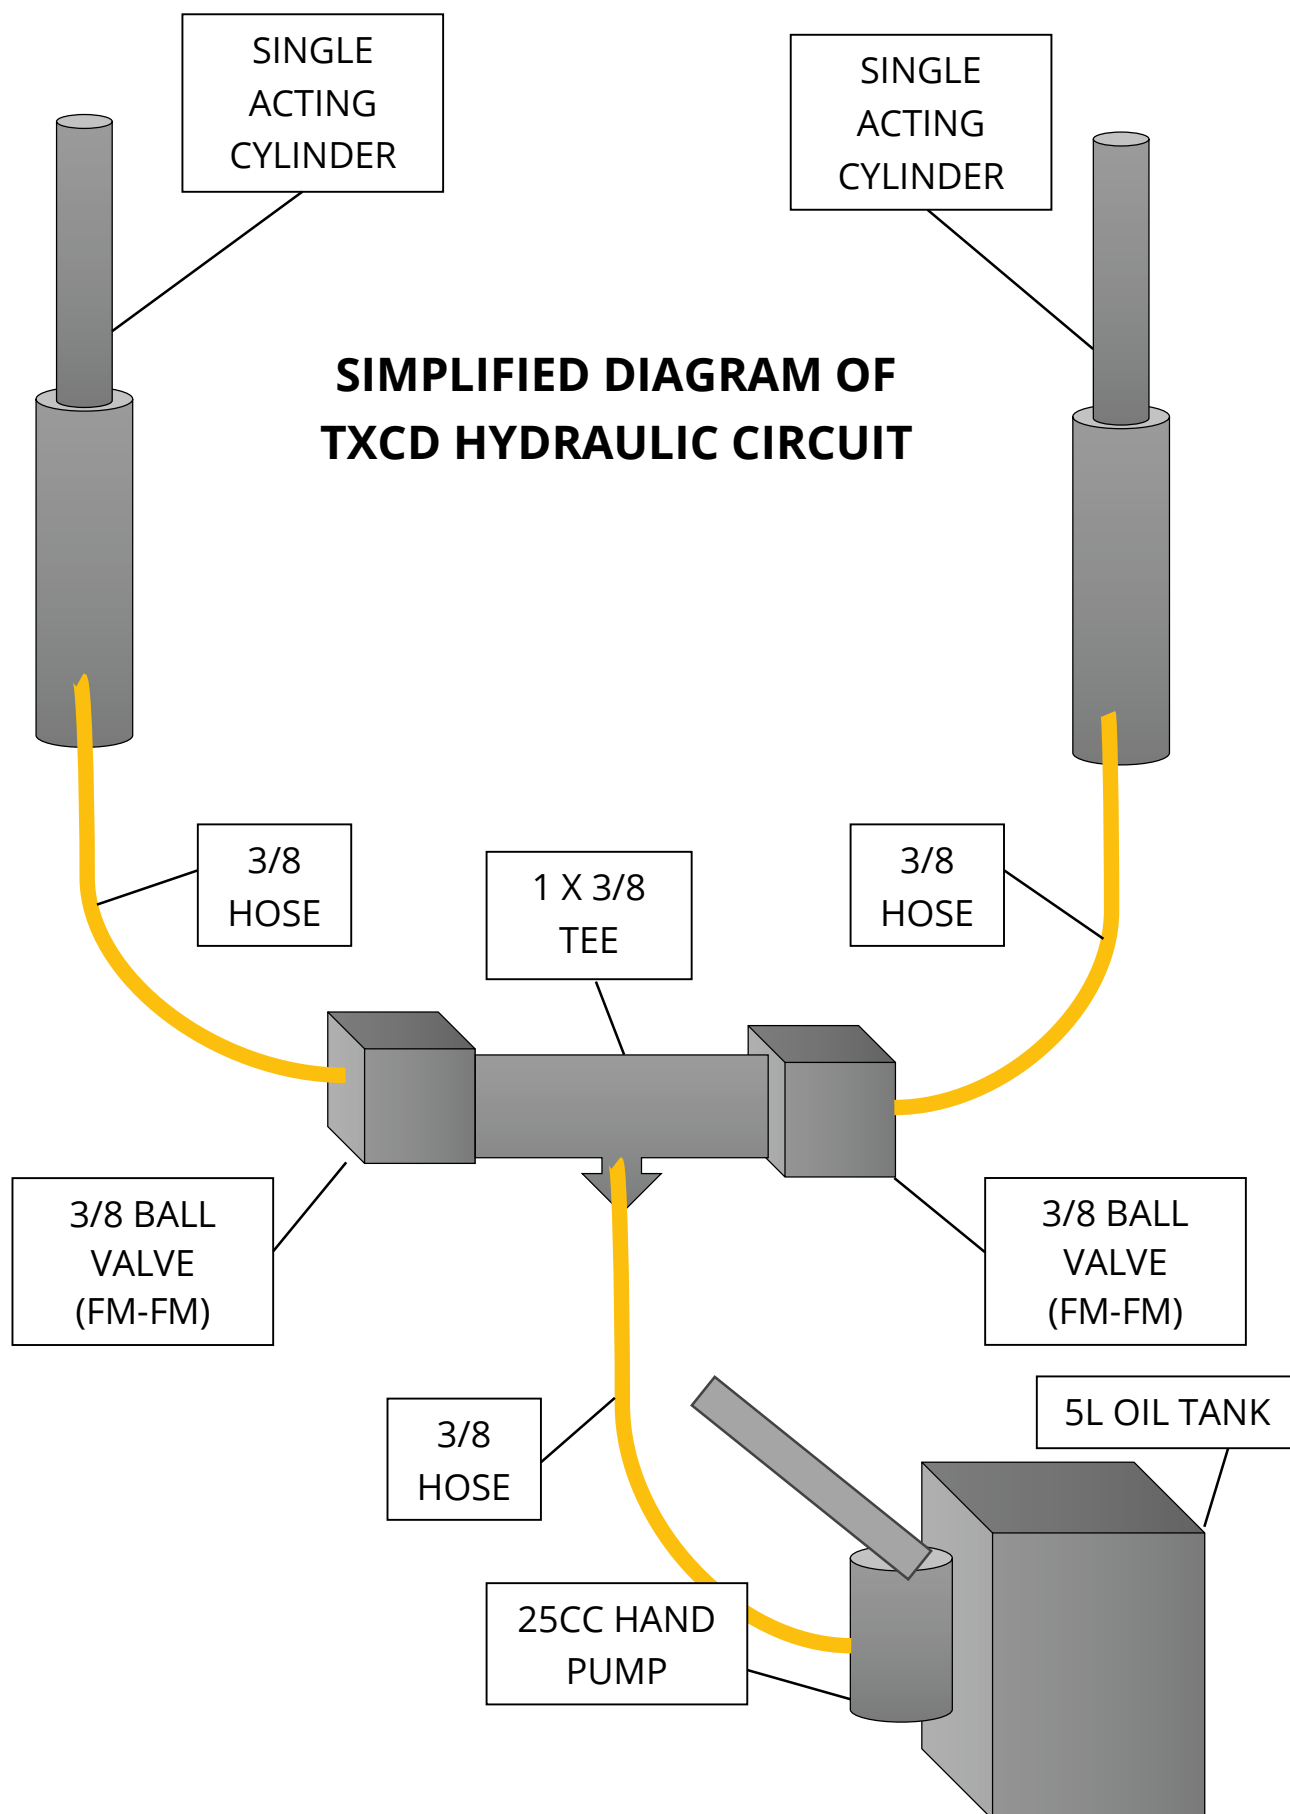 SINGLE
ACTING
CYLINDER
SINGLE
ACTING
CYLINDER
SIMPLIFIED DIAGRAM OF
TXCD HYDRAULIC CIRCUIT
3/8
HOSE
1 X 3/8
TEE
3/8
HOSE
3/8 BALL
VALVE
(FM-FM)
3/8 BALL
VALVE
(FM-FM)
3/8
HOSE
5L OIL TANK
25CC HAND
PUMP